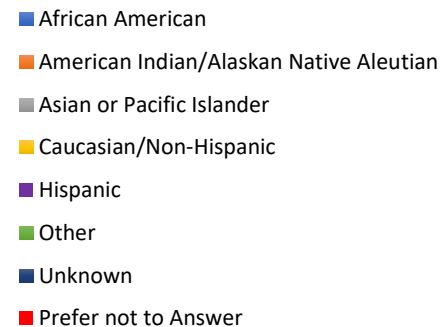 African American
American Indian/Alaskan Native Aleutian
Asian or Pacific Islander
Caucasian/Non-Hispanic
Hispanic
Other
Unknown
Prefer not to Answer